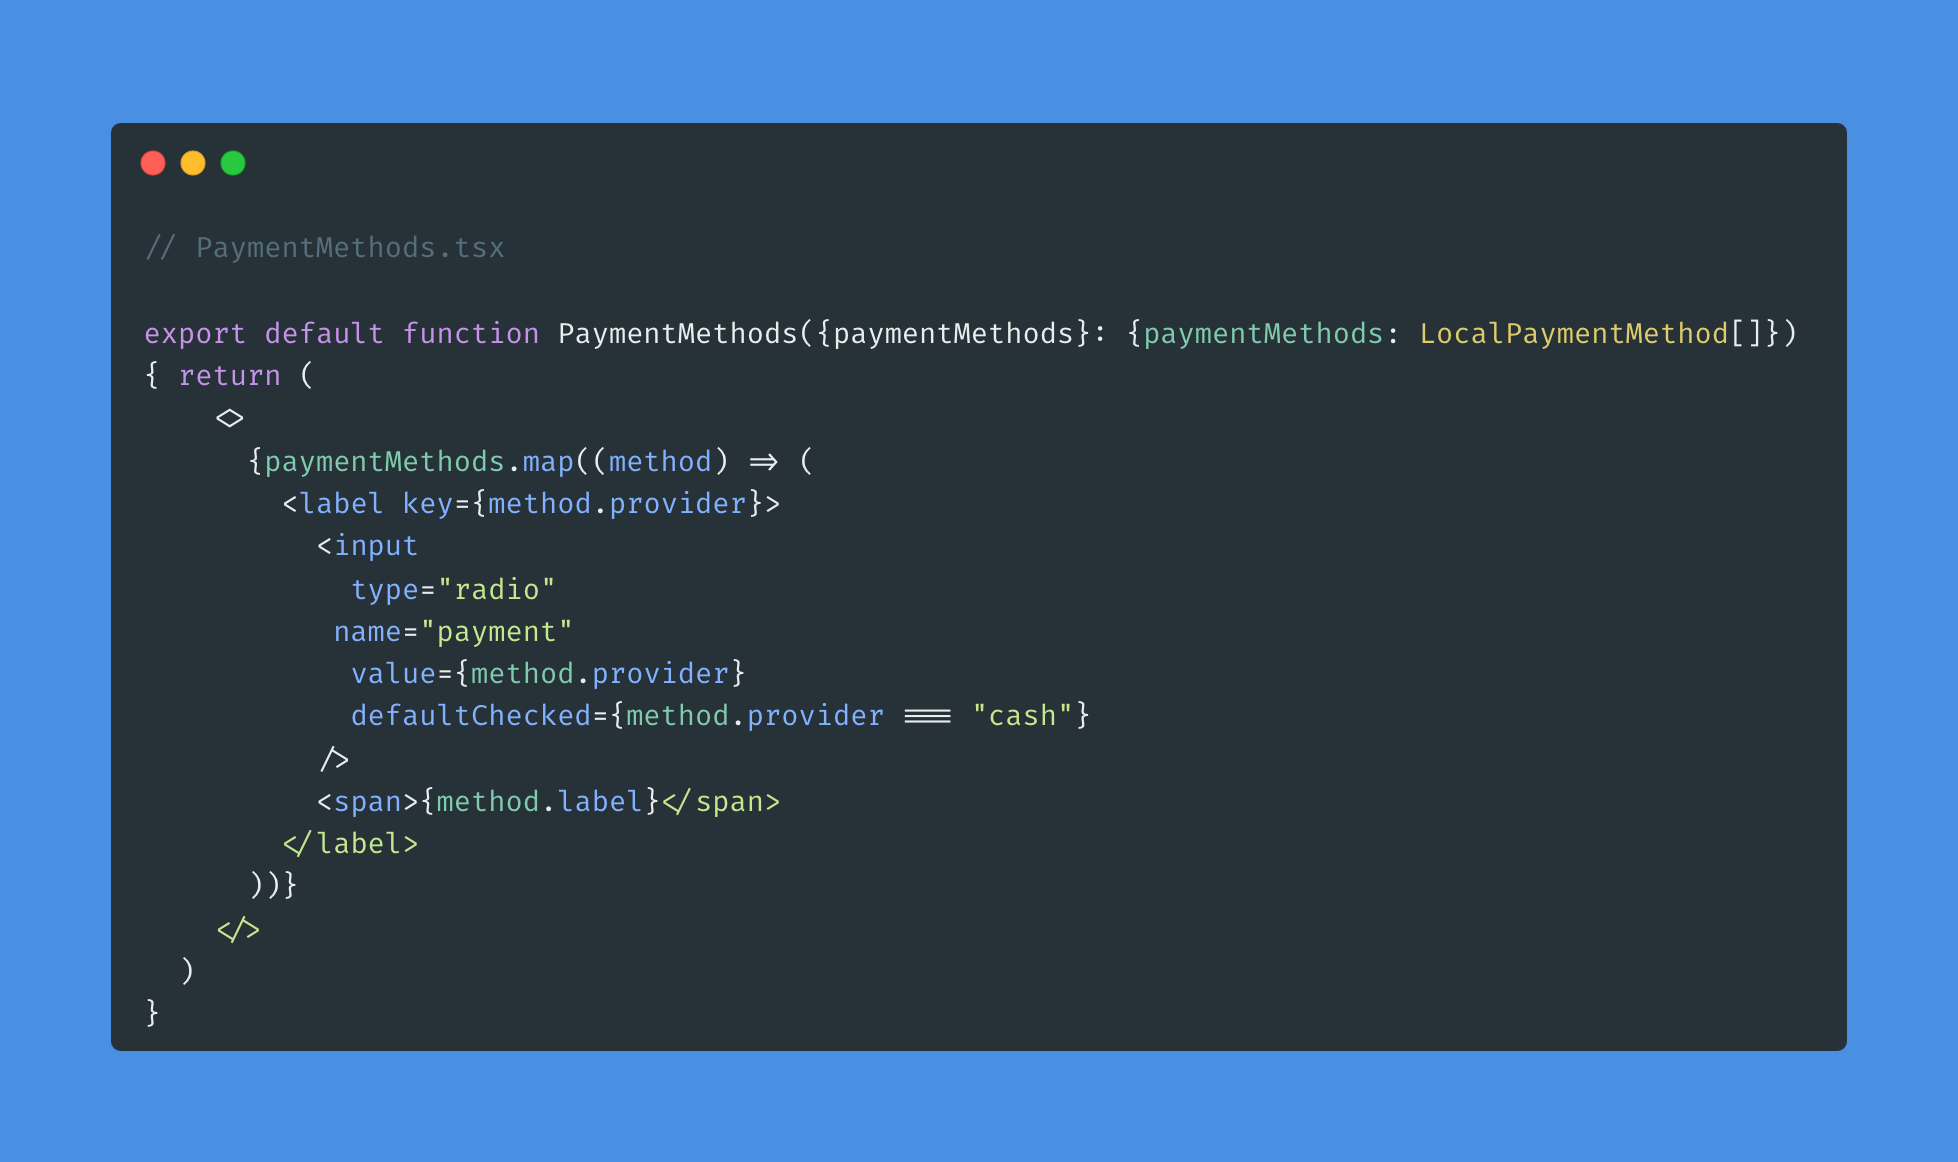 // PaymentMethods.tsx

export default function PaymentMethods({paymentMethods}: {paymentMethods: LocalPaymentMethod[]})
{ return (
    <>
      {paymentMethods.map((method) => (
        <label key={method.provider}>
          <input
            type="radio"
           name="payment"
            value={method.provider}
            defaultChecked={method.provider === "cash"}
          />
          <span>{method.label}</span>
        </label>
      ))}
    </>
  )
}